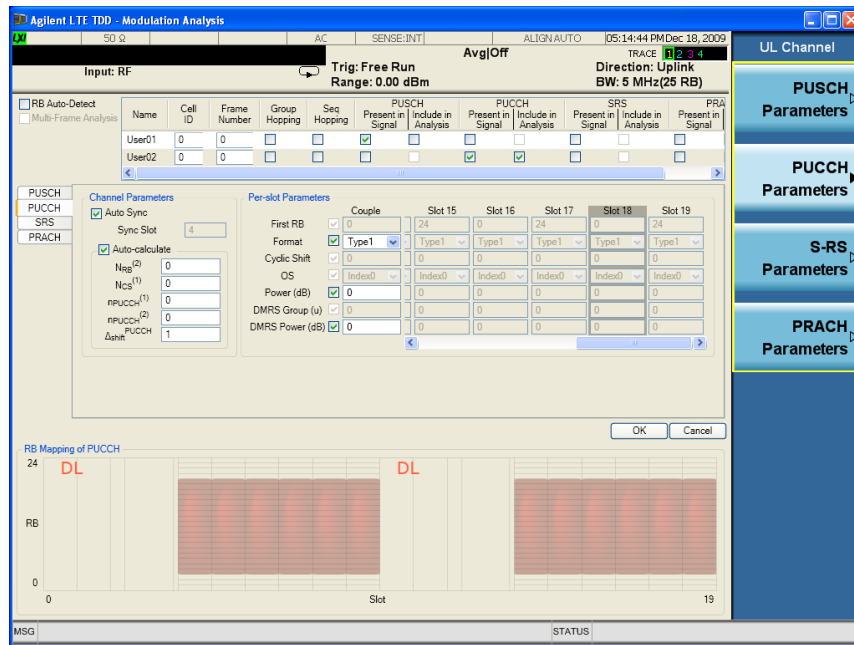 Agilent LTE TDD - Modulation Analysis
LXI 50 Ω AC SENSE:INT ALIGN AUTO 05:14:44 PM Dec 18, 2009
Input: RF
Trig: Free Run
Range: 0.00 dBm
Avg|Off
TRACE 1 2 3 4
Direction: Uplink
BW: 5 MHz(25 RB)
UL Channel
PUSCH
Parameters
PUCCH
Parameters
S-RS
Parameters
PRACH
Parameters
RB Auto-Detect
Multi-Frame Analysis
PUSCH PUCCH SRS PRA
Name Cell ID Frame Number Group Hopping Seq Hopping Present in Signal Include in Analysis Present in Signal Include in Analysis Present in Signal Include in Analysis Present in Signal
User01 0 0
User02 0 0
PUSCH
PUCCH
SRS
PRACH
Channel Parameters
Auto Sync
Sync Slot 4
Auto-calculate
NRB(2) 0
NCS(1) 0
nPUCCH(1) 0
nPUCCH(2) 0
ΔshiftPUCCH 1
Per-slot Parameters
Couple Slot 15 Slot 16 Slot 17 Slot 18 Slot 19
First RB 0 24 0 24 0 24
Format Type1 Type1 Type1 Type1 Type1 Type1
Cyclic Shift 0 0 0 0 0 0
OS Index0 Index0 Index0 Index0 Index0 Index0
Power (dB) 0 0 0 0 0 0
DMRS Group (u) 0 0 0 0 0 0
DMRS Power (dB) 0 0 0 0 0 0
OK Cancel
RB Mapping of PUCCH
24
DL DL
RB
0
0 Slot 19
MSG STATUS